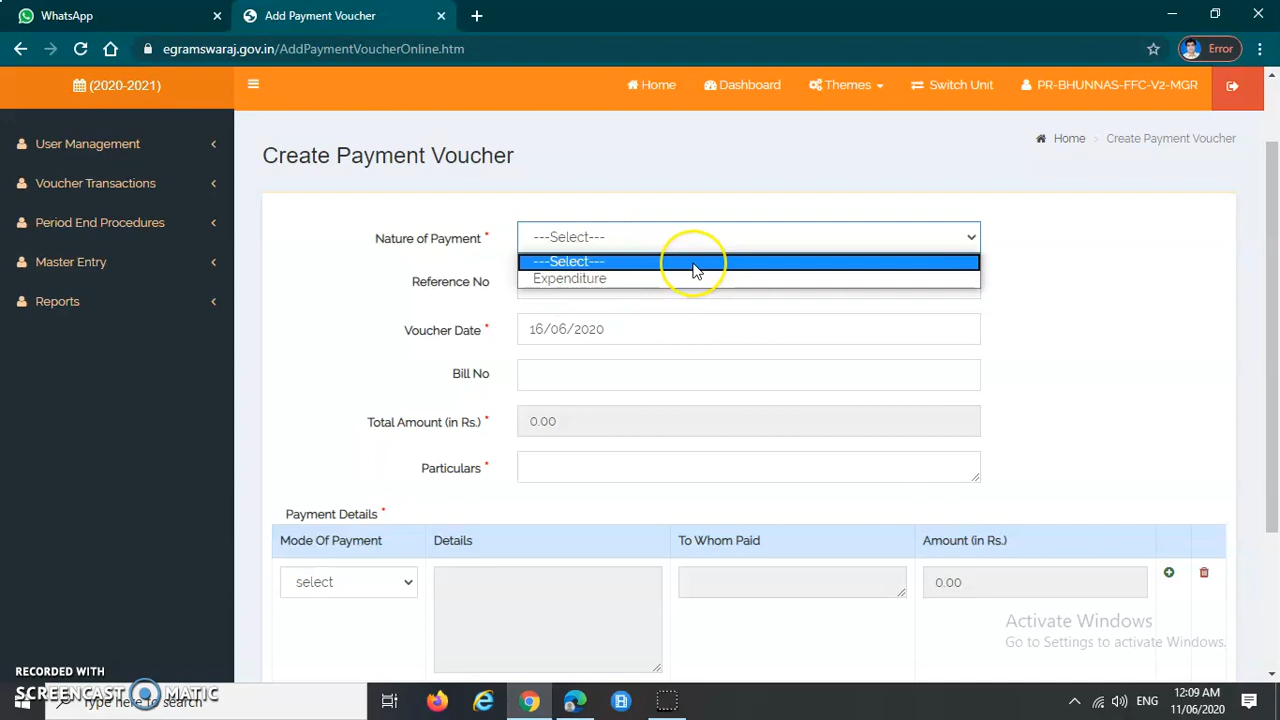 WhatsApp
Add Payment Voucher
egramswaraj.gov.in/AddPaymentVoucherOnline.htm
Error
(2020-2021)
Home
Dashboard
Themes
Switch Unit
PR-BHUNNAS-FFC-V2-MGR
User Management
Voucher Transactions
Period End Procedures
Master Entry
Reports
Home > Create Payment Voucher
Create Payment Voucher
Nature of Payment *
---Select---
---Select---
Expenditure
Reference No
Voucher Date *
16/06/2020
Bill No
Total Amount (in Rs.) *
0.00
Particulars *
Payment Details *
Mode Of Payment
Details
To Whom Paid
Amount (in Rs.)
select
0.00
Activate Windows
Go to Settings to activate Windows.
RECORDED WITH
SCREENCAST MATIC
Type here to search
ENG
12:09 AM
11/06/2020